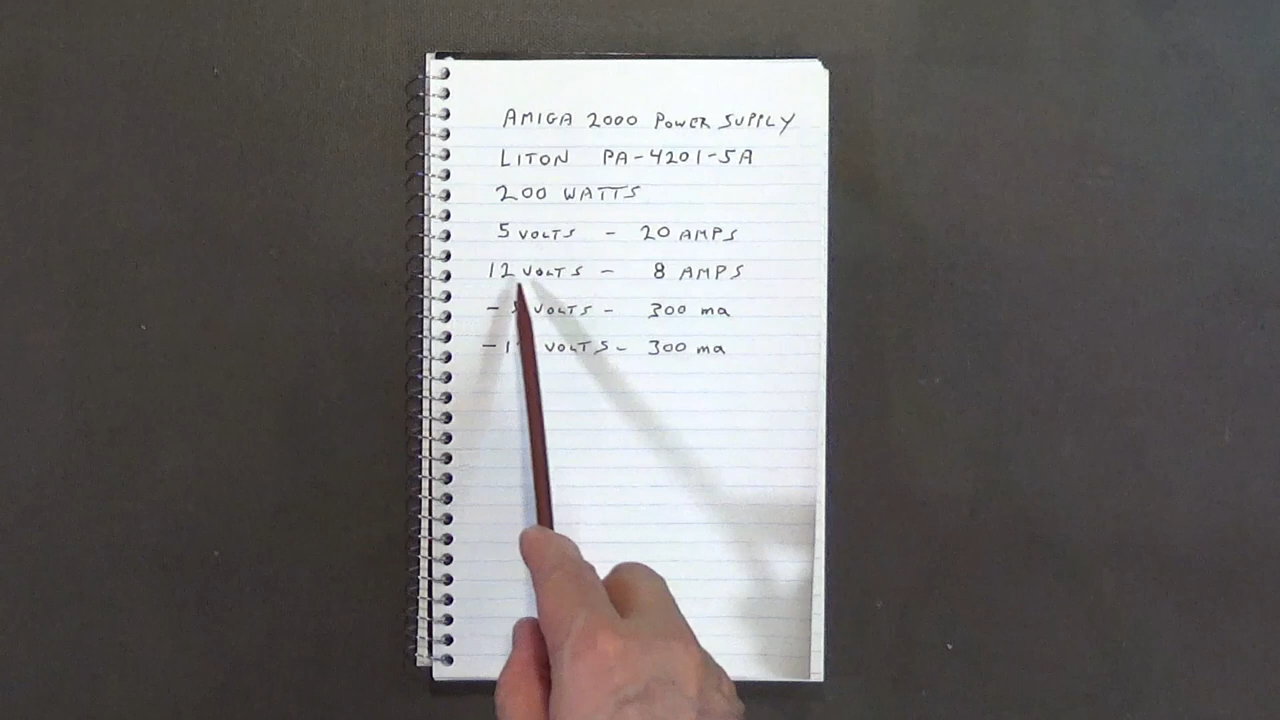 AMIGA 2000 POWER SUPPLY
LITON PA-4201-5A
200 WATTS
5 VOLTS - 20 AMPS
12 VOLTS - 8 AMPS
VOLTS - 300 ma
VOLTS - 300 ma